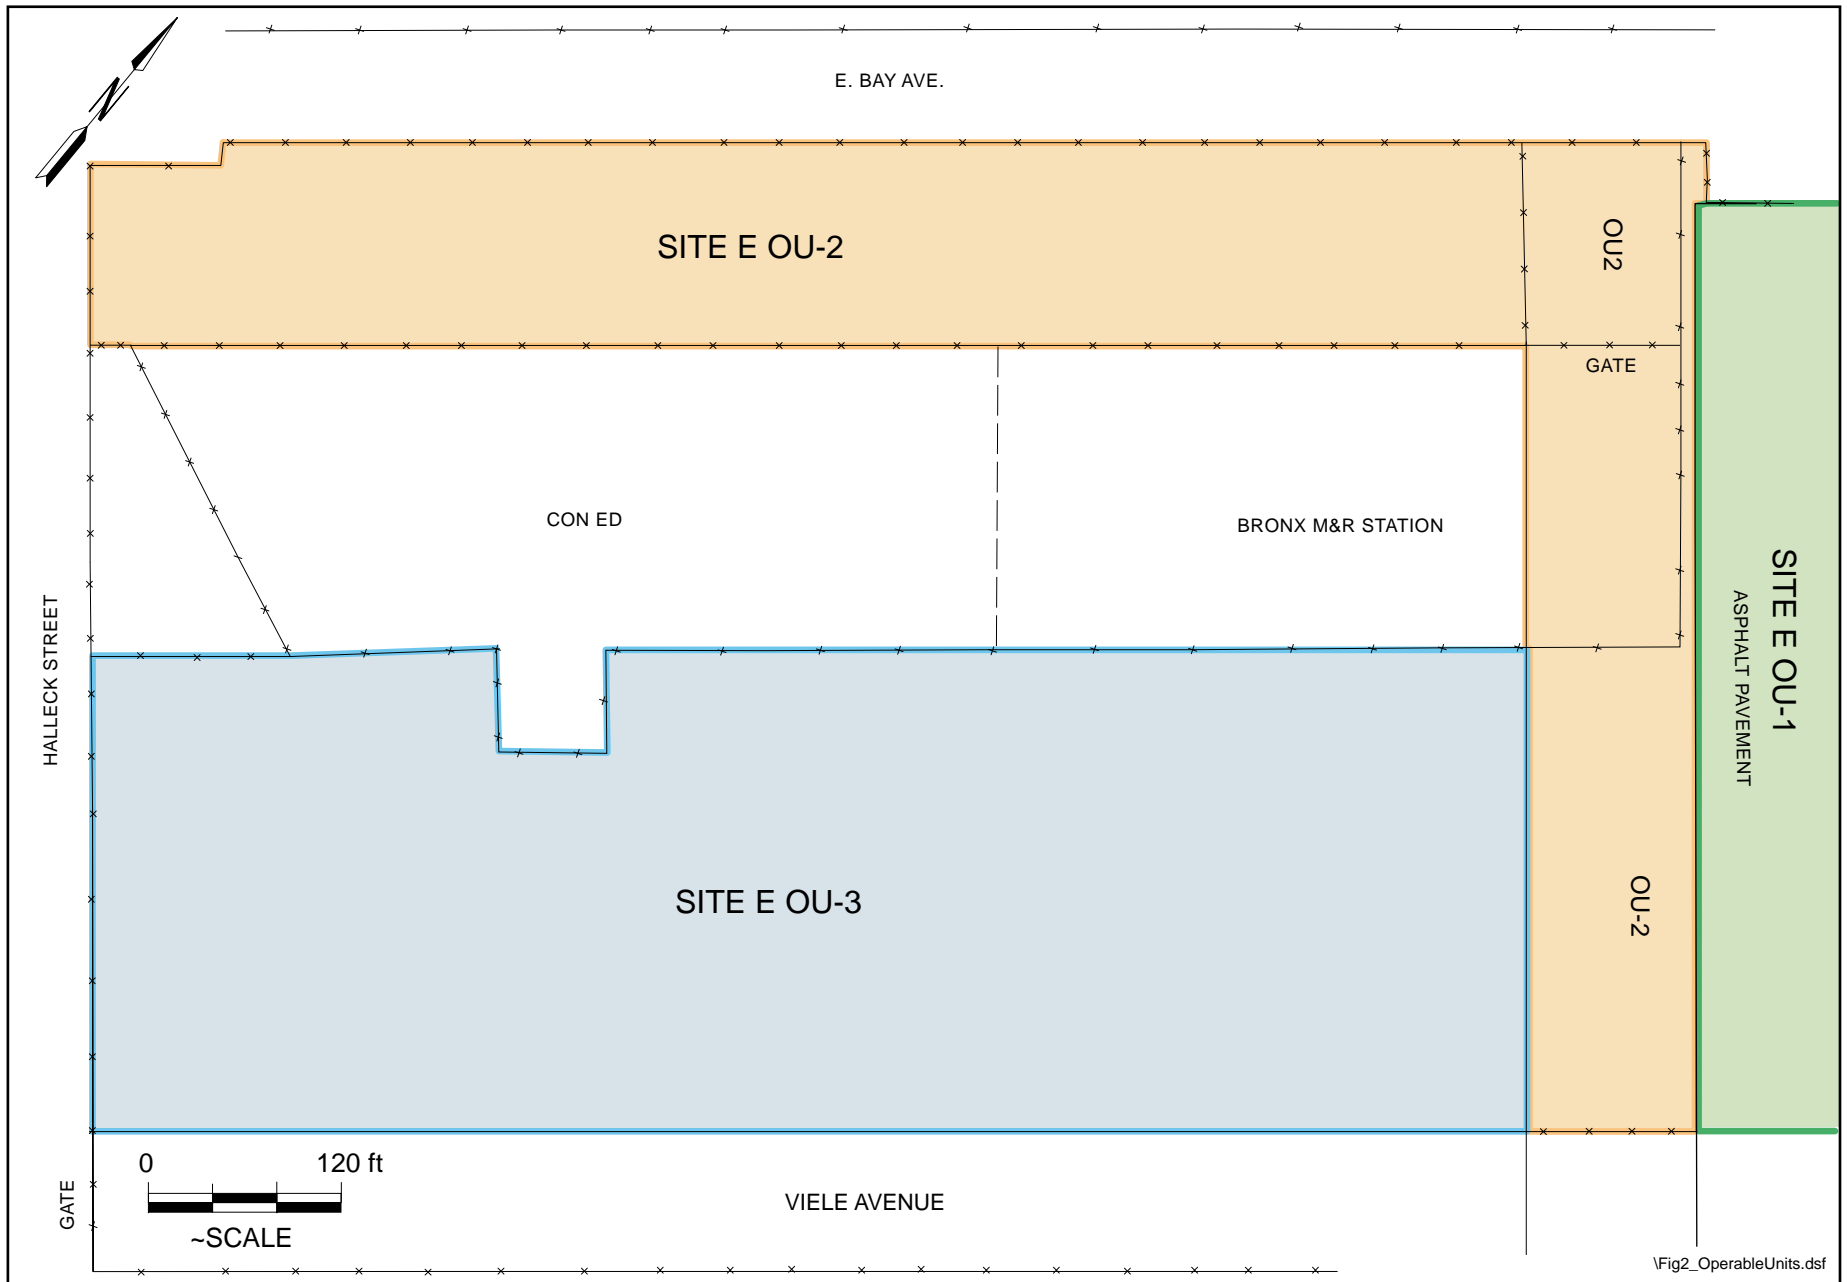 N
E. BAY AVE.
SITE E OU-2
OU2
GATE
CON ED
BRONX M&R STATION
HALLECK STREET
SITE E OU-1
ASPHALT PAVEMENT
SITE E OU-3
OU-2
0 120 ft
~SCALE
GATE
VIELE AVENUE
\Fig2_OperableUnits.dsf